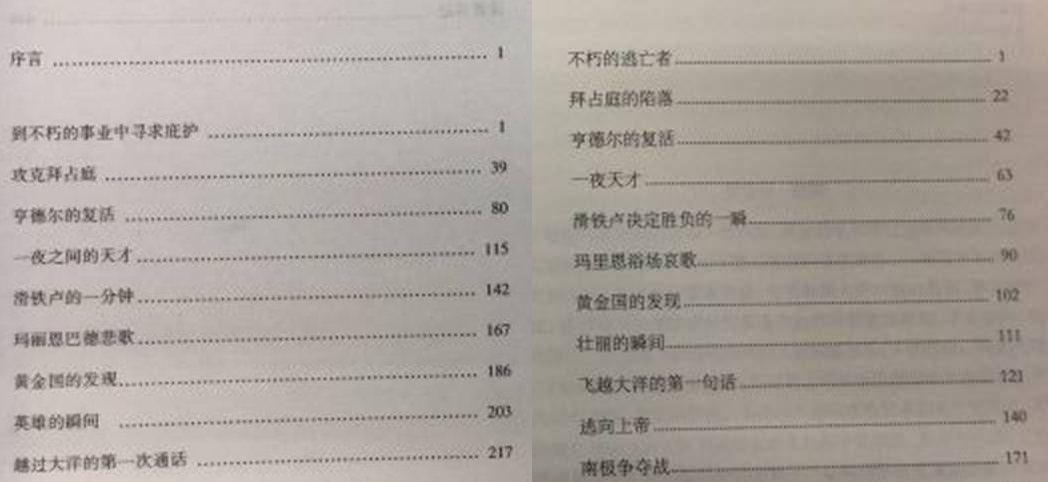 序言 1
到不朽的事业中寻求庇护 1
攻克拜占庭 39
亨德尔的复活 80
一夜之间的天才 115
滑铁卢的一分钟 142
玛丽恩巴德悲歌 167
黄金国的发现 186
英雄的瞬间 203
越过大洋的第一次通话 217
不朽的逃亡者 1
拜占庭的陷落 22
亨德尔的复活 42
一夜天才 63
滑铁卢决定胜负的一瞬 76
玛里恩浴场哀歌 90
黄金国的发现 102
壮丽的瞬间 111
飞越大洋的第一句话 121
逃向上帝 140
南极争夺战 171